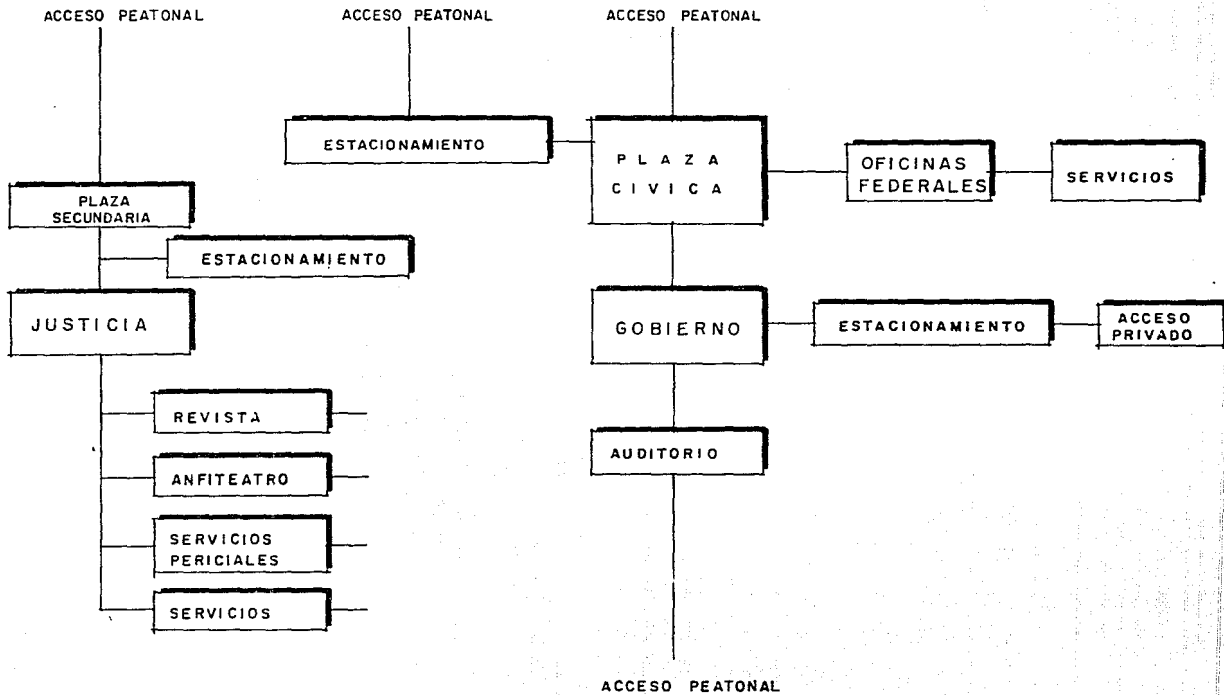 ACCESO PEATONAL
ACCESO PEATONAL
ACCESO PEATONAL
ESTACIONAMIENTO
PLAZA
CIVICA
OFICINAS
FEDERALES
SERVICIOS
PLAZA
SECUNDARIA
ESTACIONAMIENTO
JUSTICIA
GOBIERNO
ESTACIONAMIENTO
ACCESO
PRIVADO
REVISTA
AUDITORIO
ANFITEATRO
SERVICIOS
PERICIALES
SERVICIOS
ACCESO PEATONAL